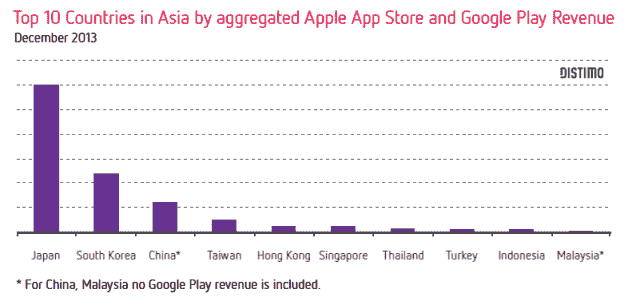 Top 10 Countries in Asia by aggregated Apple App Store and Google Play Revenue
December 2013
DISTIMO
Japan South Korea China* Taiwan Hong Kong Singapore Thailand Turkey Indonesia Malaysia*
* For China, Malaysia no Google Play revenue is included.